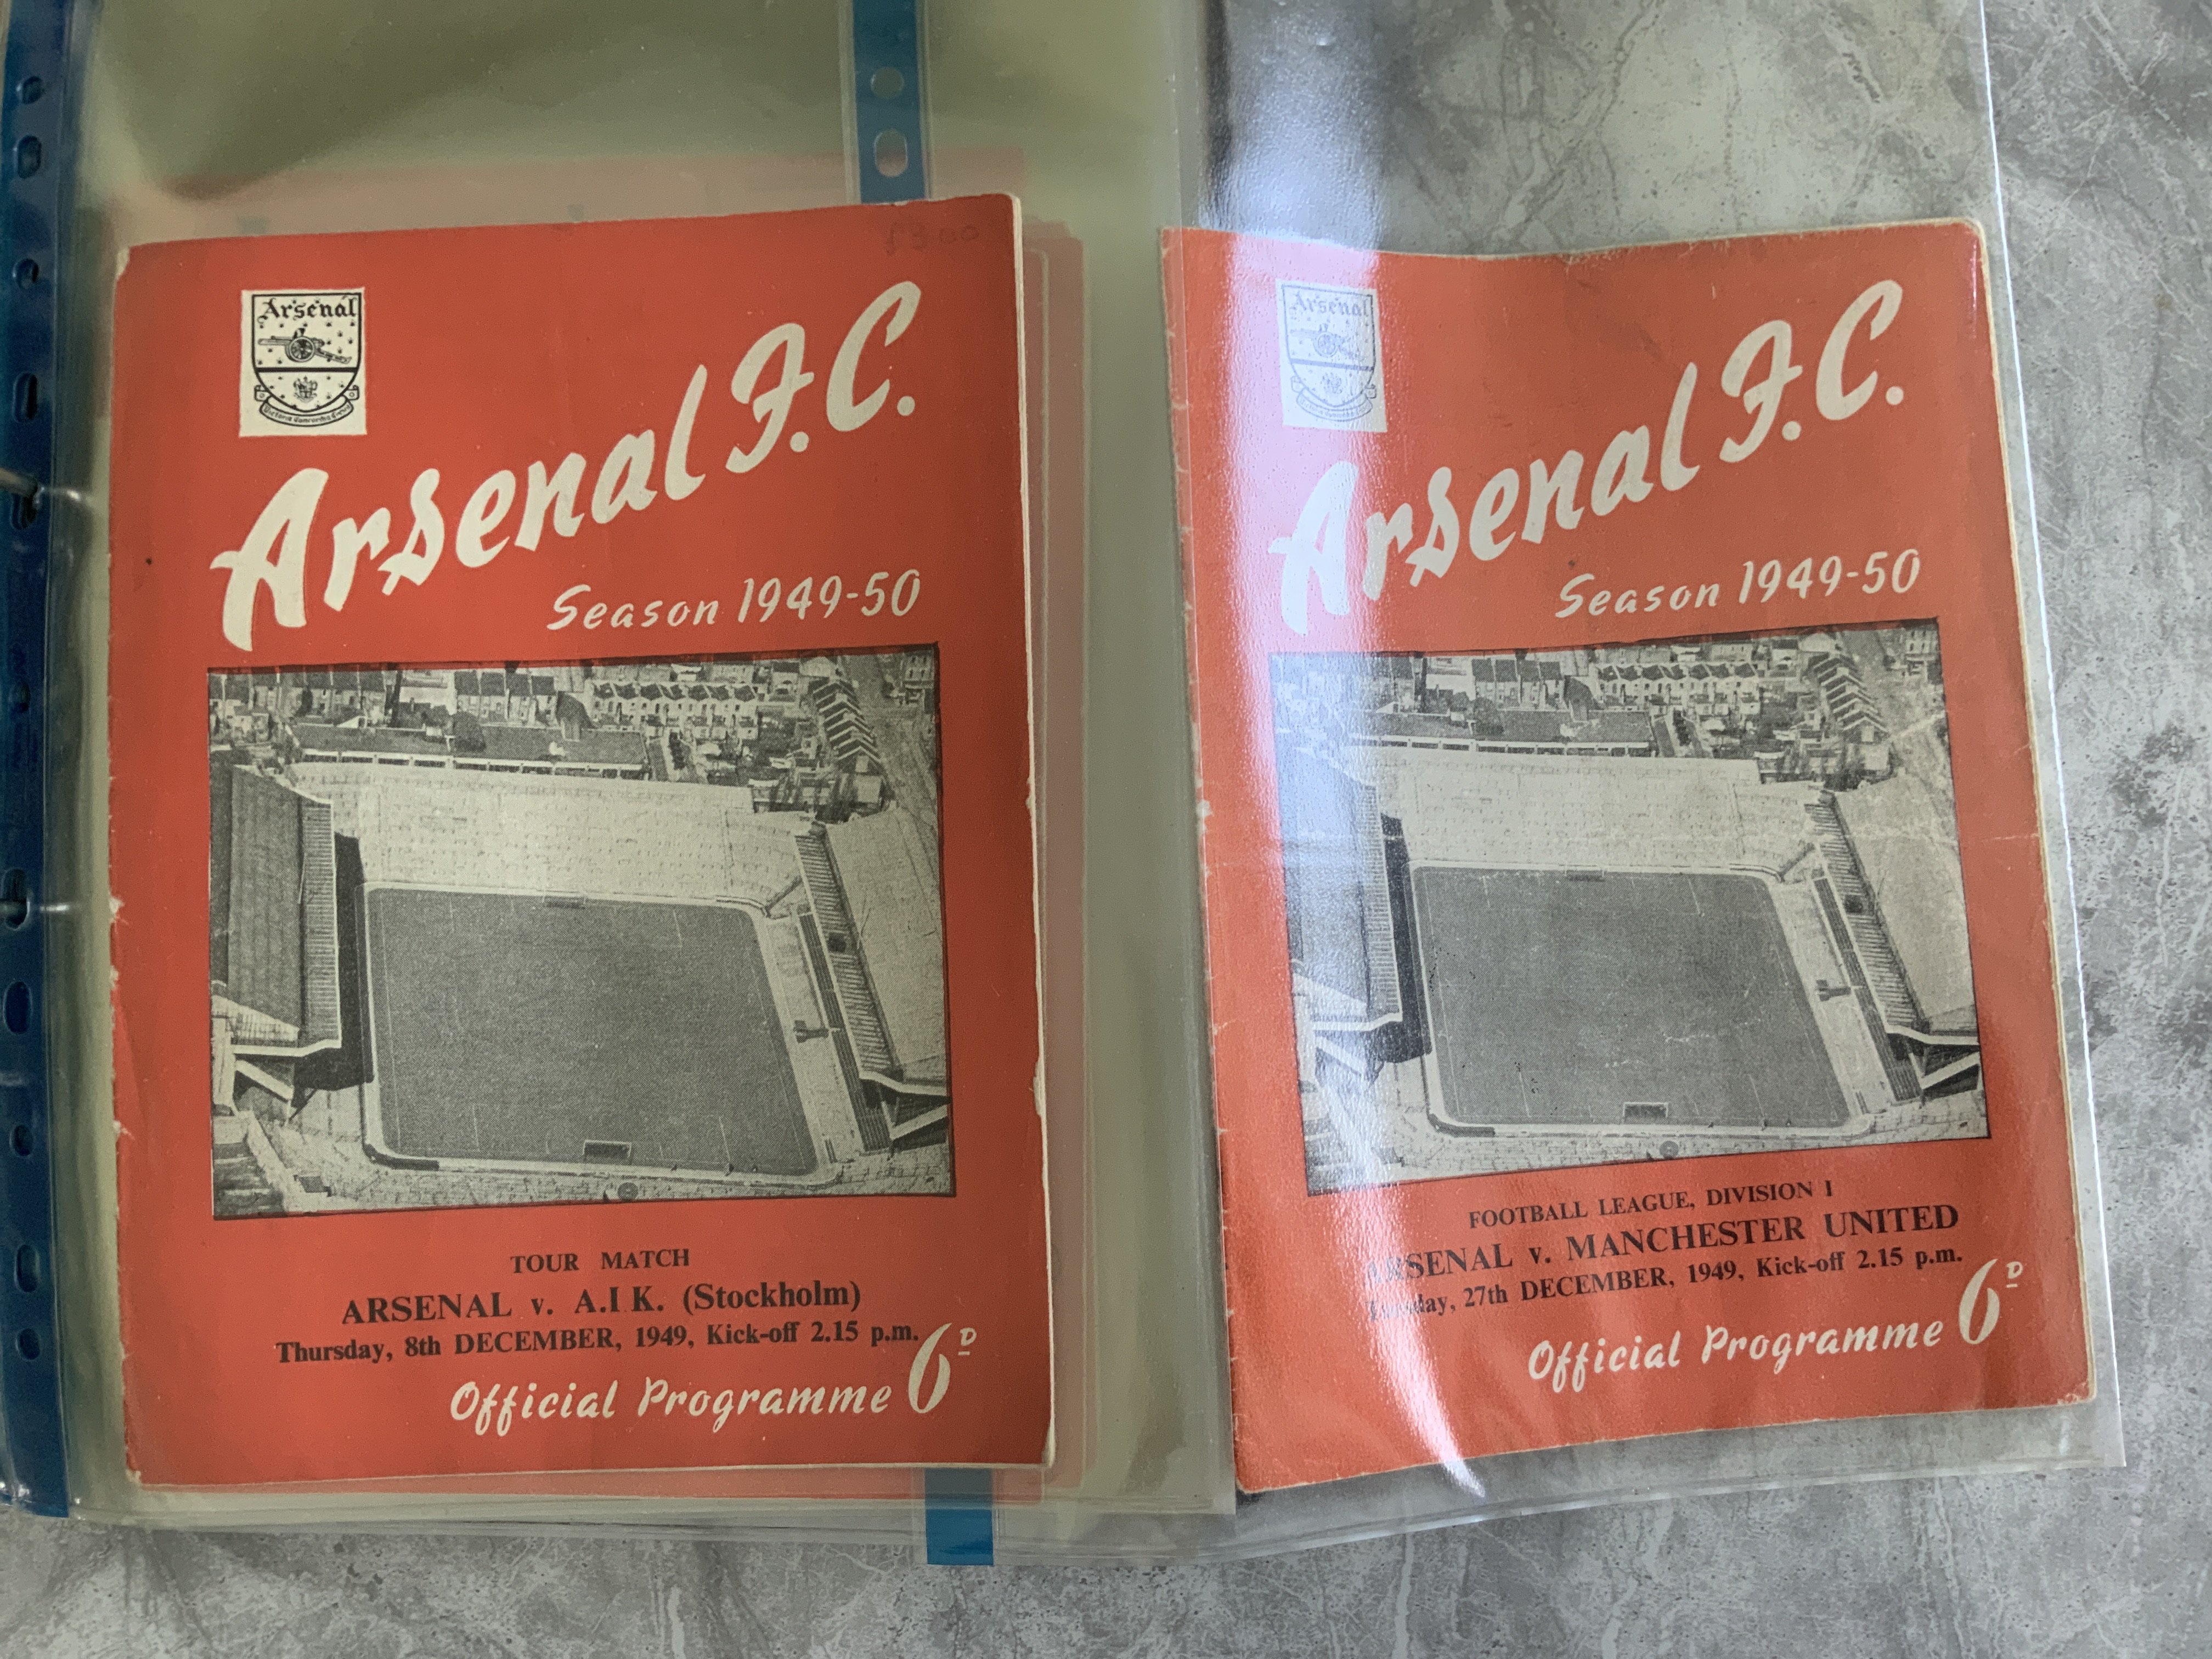 Arsenal
Arsenal F.C.
Season 1949-50
TOUR MATCH
ARSENAL v. A.I K. (Stockholm)
Thursday, 8th DECEMBER, 1949, Kick-off 2.15 p.m.
Official Programme 6D
Arsenal
Arsenal F.C.
Season 1949-50
FOOTBALL LEAGUE, DIVISION I
ARSENAL v. MANCHESTER UNITED
Tuesday, 27th DECEMBER, 1949, Kick-off 2.15 p.m.
Official Programme 6D